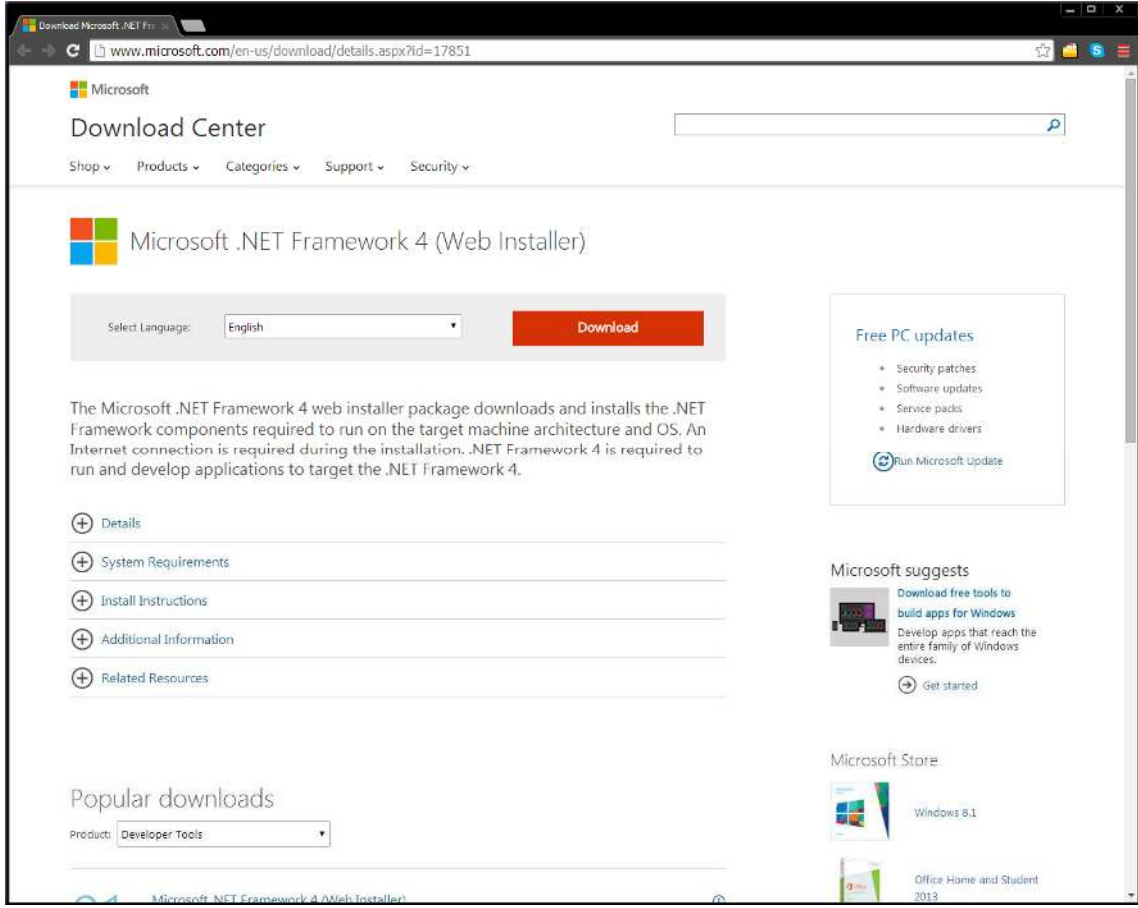 Download Microsoft .NET Fra
www.microsoft.com/en-us/download/details.aspx?id=17851
Microsoft
Download Center
Shop Products Categories Support Security
Microsoft .NET Framework 4 (Web Installer)
Select Language: English Download
The Microsoft .NET Framework 4 web installer package downloads and installs the .NET
Framework components required to run on the target machine architecture and OS. An
Internet connection is required during the installation. .NET Framework 4 is required to
run and develop applications to target the .NET Framework 4.
Details
System Requirements
Install Instructions
Additional Information
Related Resources
Popular downloads
Product: Developer Tools
Microsoft .NET Framework 4 (Web Installer)
Free PC updates
Security patches
Software updates
Service packs
Hardware drivers
Run Microsoft Update
Microsoft suggests
Download free tools to
build apps for Windows
Develop apps that reach the
entire family of Windows
devices.
Get started
Microsoft Store
Windows 8.1
Office Home and Student
2013